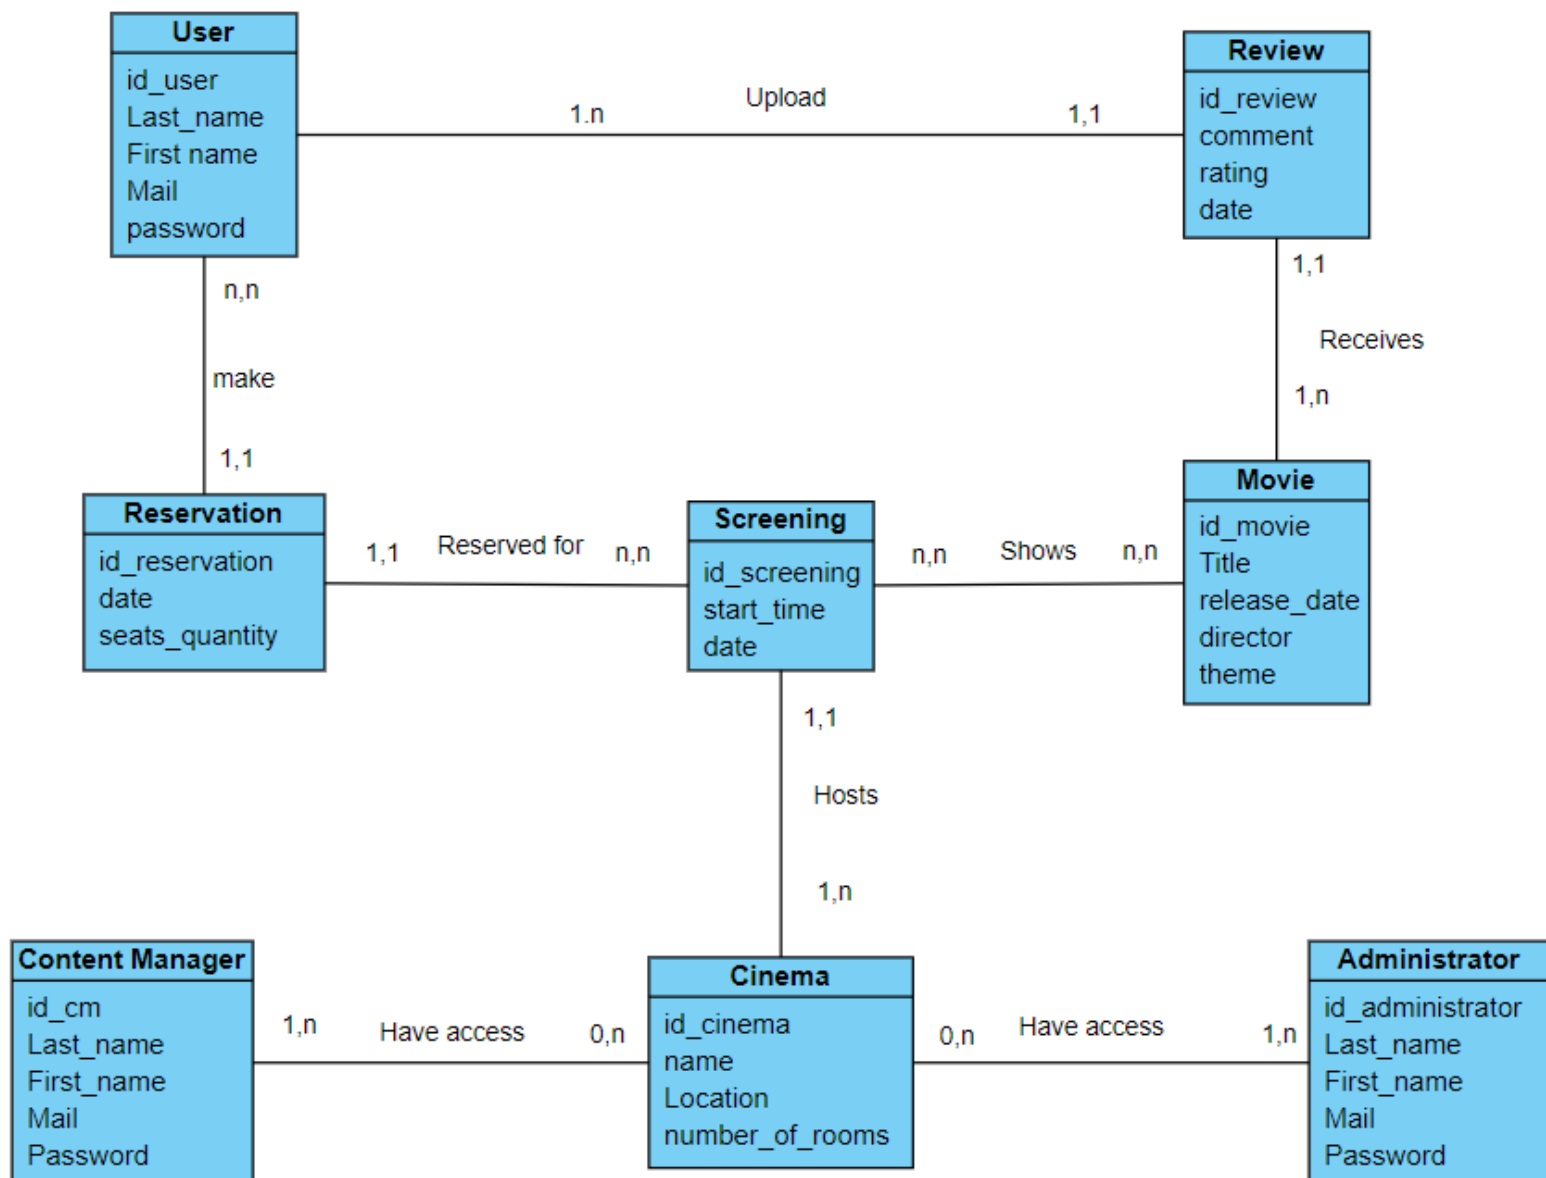 User
id_user
Last_name
First name
Mail
password
Review
id_review
comment
rating
date
1.n
Upload
1,1
n,n
make
1,1
1,1
Receives
1,n
Reservation
id_reservation
date
seats_quantity
1,1
Reserved for
n,n
Screening
id_screening
start_time
date
n,n
Shows
n,n
Movie
id_movie
Title
release_date
director
theme
1,1
Hosts
1,n
Content Manager
id_cm
Last_name
First_name
Mail
Password
1,n
Have access
0,n
Cinema
id_cinema
name
Location
number_of_rooms
0,n
Have access
1,n
Administrator
id_administrator
Last_name
First_name
Mail
Password